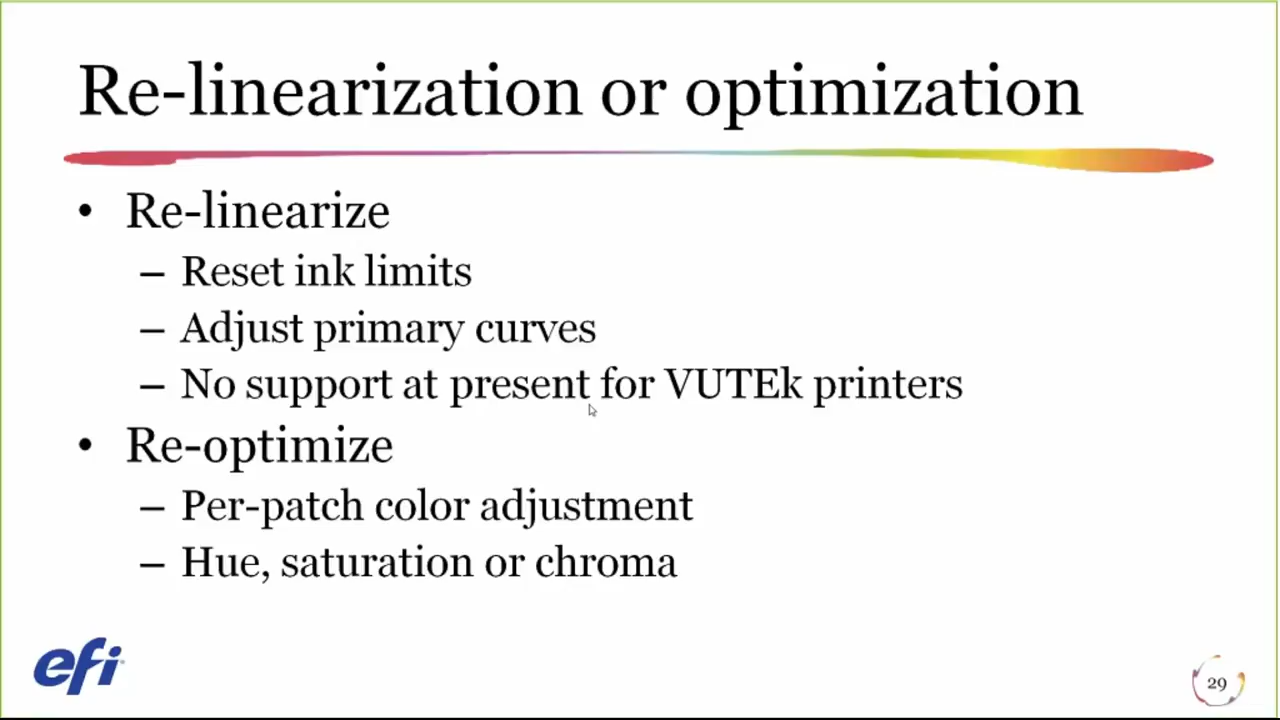 Re-linearization or optimization
• Re-linearize
– Reset ink limits
– Adjust primary curves
– No support at present for VUTEk printers
• Re-optimize
– Per-patch color adjustment
– Hue, saturation or chroma
efi
29